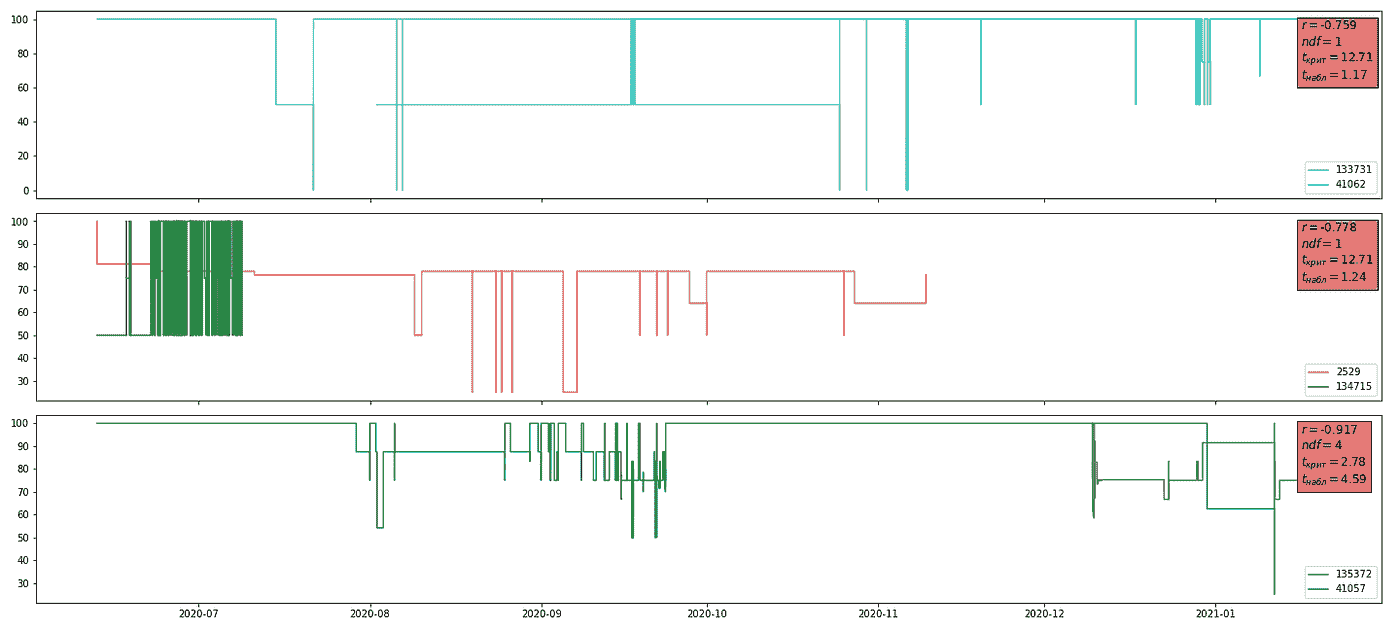 100
80
60
40
20
0
r = -0.759
ndf = 1
tкрит = 12.71
tнабл = 1.17
133731
41062
100
90
80
70
60
50
40
30
r = -0.778
ndf = 1
tкрит = 12.71
tнабл = 1.24
2529
134715
100
90
80
70
60
50
40
30
r = -0.917
ndf = 4
tкрит = 2.78
tнабл = 4.59
135372
41057
2020-07 2020-08 2020-09 2020-10 2020-11 2020-12 2021-01